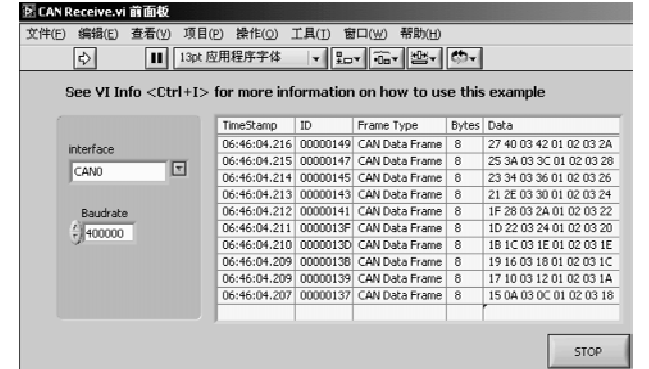 CAN Receive.vi 前面板
文件(F) 编辑(E) 查看(V) 项目(P) 操作(O) 工具(T) 窗口(W) 帮助(H)
13pt 应用程序字体
See VI Info <Ctrl+I> for more information on how to use this example
interface
CAN0
Baudrate
400000
TimeStamp ID Frame Type Bytes Data
06:46:04.216 00000149 CAN Data Frame 8 27 40 03 42 01 02 03 2A
06:46:04.215 00000147 CAN Data Frame 8 25 3A 03 3C 01 02 03 28
06:46:04.214 00000145 CAN Data Frame 8 23 34 03 36 01 02 03 26
06:46:04.213 00000143 CAN Data Frame 8 21 2E 03 30 01 02 03 24
06:46:04.212 00000141 CAN Data Frame 8 1F 28 03 2A 01 02 03 22
06:46:04.211 0000013F CAN Data Frame 8 1D 22 03 24 01 02 03 20
06:46:04.210 0000013D CAN Data Frame 8 1B 1C 03 1E 01 02 03 1E
06:46:04.209 0000013B CAN Data Frame 8 19 16 03 18 01 02 03 1C
06:46:04.209 00000139 CAN Data Frame 8 17 10 03 12 01 02 03 1A
06:46:04.207 00000137 CAN Data Frame 8 15 0A 03 0C 01 02 03 18
STOP